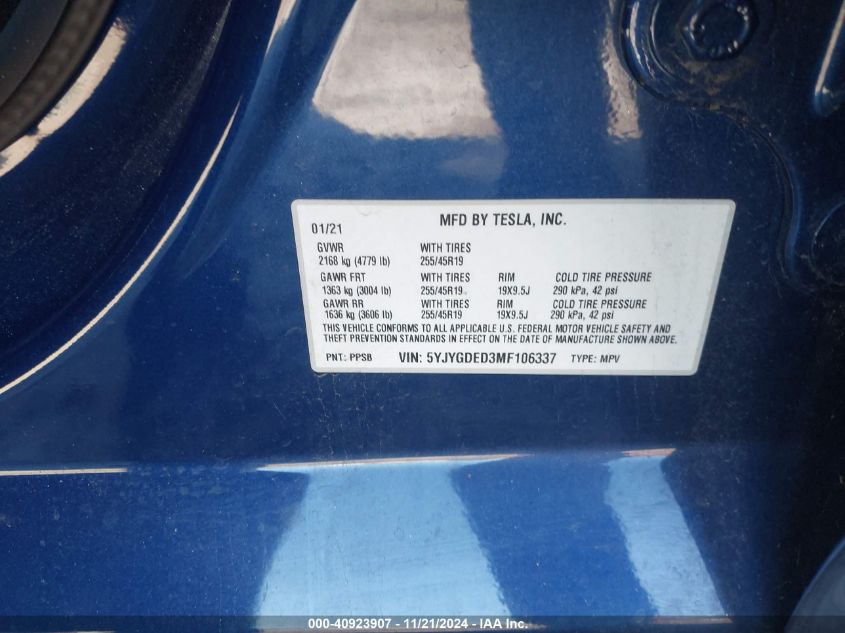 01/21 MFD BY TESLA, INC.
GVWR WITH TIRES
2168 kg (4779 lb) 255/45R19
GAWR FRT WITH TIRES RIM COLD TIRE PRESSURE
1363 kg (3004 lb) 255/45R19 19X9.5J 290 kPa, 42 psi
GAWR RR WITH TIRES RIM COLD TIRE PRESSURE
1636 kg (3606 lb) 255/45R19 19X9.5J 290 kPa, 42 psi
THIS VEHICLE CONFORMS TO ALL APPLICABLE U.S. FEDERAL MOTOR VEHICLE SAFETY AND
THEFT PREVENTION STANDARDS IN EFFECT ON THE DATE OF MANUFACTURE SHOWN ABOVE.
PNT: PPSB VIN: 5YJYGDED3MF106337 TYPE: MPV
000-40923907 - 11/21/2024 - IAA Inc.